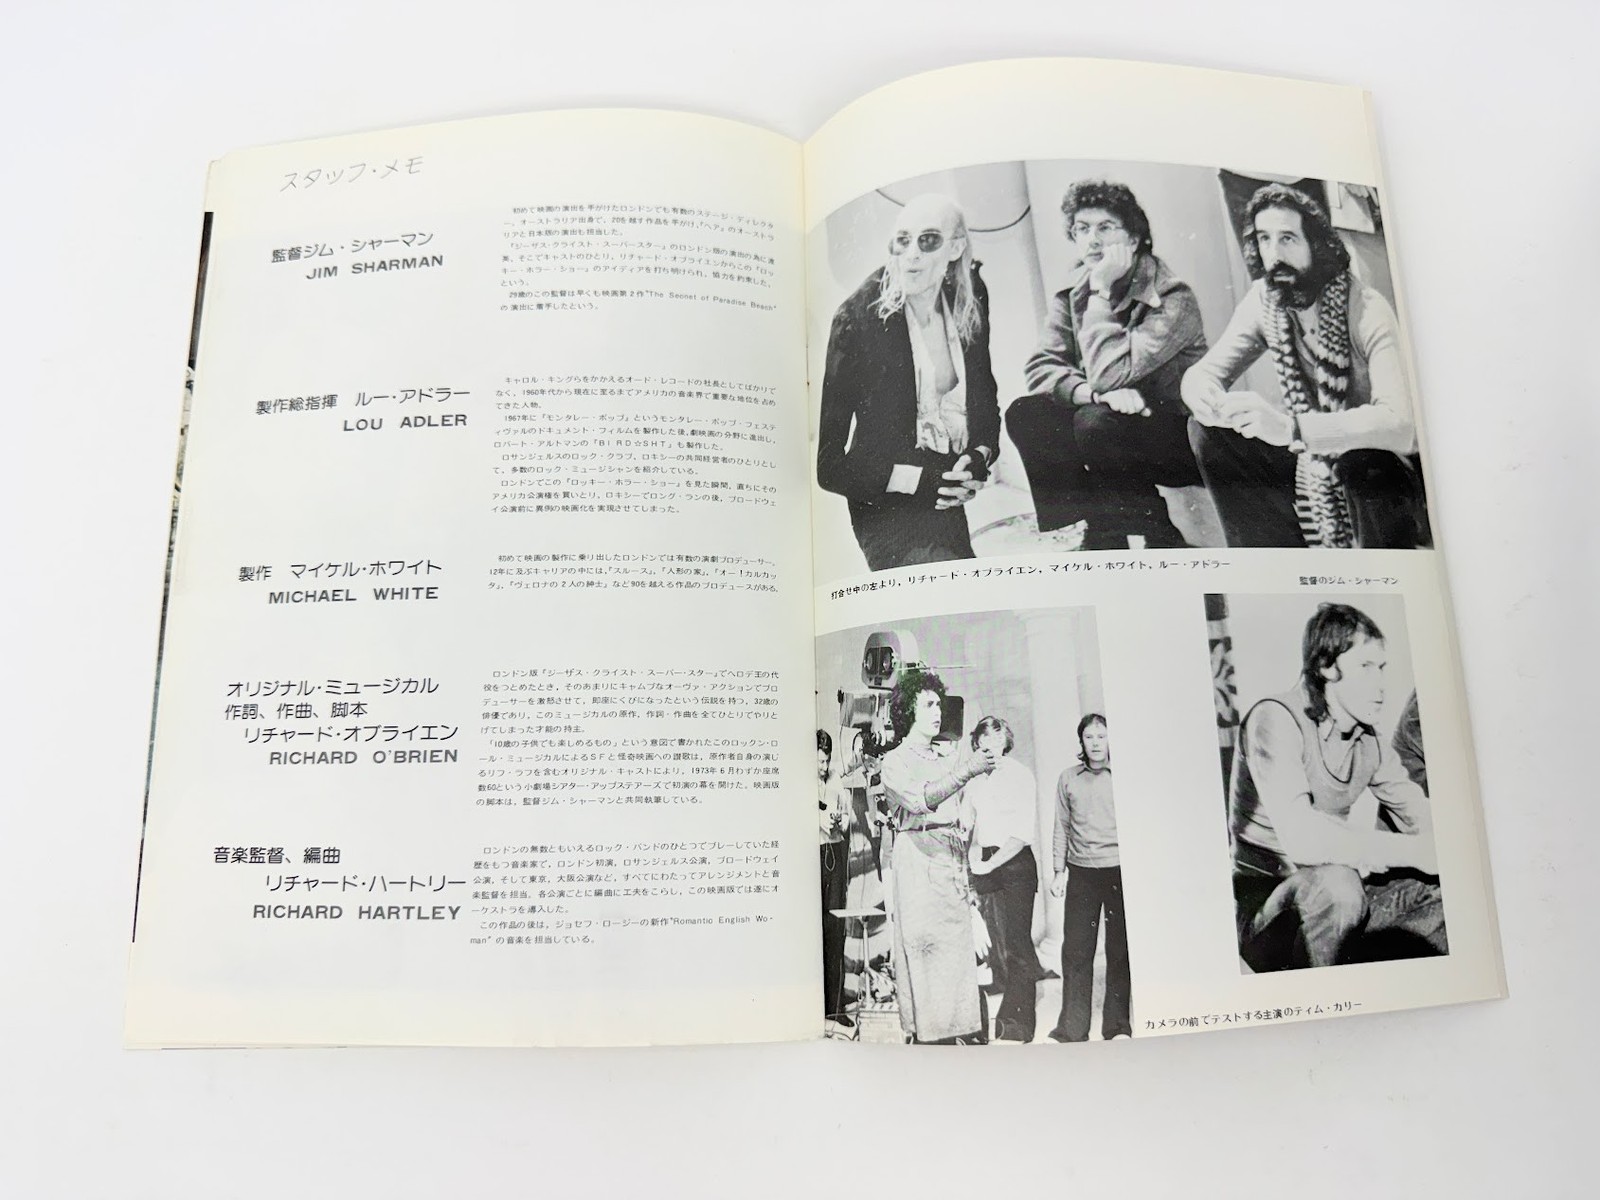 スタッフ・メモ
監督ジム・シャーマン
JIM SHARMAN
初めて映画の演出を手がけたロンドンでも有数のステージ・ディレクタ
ー。オーストラリア出身で、20を越す作品を手がけ、「ヘア」のオーストラ
リアと日本題の演出も担当した。
「ジーザス・クライスト・スーパースター」のロンドン版の演出の為に渡
英、そこでキャストのひとり、リチャード・オブライエンからこの「ロッ
キー・ホラー・ショー」のアイディアを打ち明けられ、協力を約束した、
という。
29歳のこの監督は早くも映画第2作"The Secnet of Paradise Beach"
の演出に着手したという。
製作総指揮 ルー・アドラー
LOU ADLER
キャロル・キングらをかかえるオード・レコードの社長としてばかりで
なく、1960年代から現在に至るまでアメリカの音楽界で重要な地位を占め
てきた人物。
1967年に「モンタレー・ポップ」というモンタレー・ポップ・フェステ
ィヴァルのドキュメント・フィルムを製作した後、劇映画の分野に進出し、
ロバート・アルトマンの「BIRD☆SHT」も製作した。
ロサンジェルスのロック・クラブ、ロキシーの共同経営者のひとりとし
て、多数のロック・ミュージシャンを紹介している。
ロンドンでこの「ロッキー・ホラー・ショー」を見た瞬間、直ちにその
アメリカ公演権を買いとり、ロキシーでロング・ランの後、ブロードウェ
イ公演前に異例の映画化を実現させてしまった。
製作 マイケル・ホワイト
MICHAEL WHITE
初めて映画の製作に乗り出したロンドンでは有数の演劇プロデューサー。
12年に及ぶキャリアの中には、「スルース」、「人形の家」、「オー！カルカッ
タ」、「ヴェロナの2人の紳士」など90を越える作品のプロデュースがある。
オリジナル・ミュージカル
作詞、作曲、脚本
リチャード・オブライエン
RICHARD O'BRIEN
ロンドン版「ジーザス・クライスト・スーパー・スター」でヘロデ王の代
役をつとめたとき、そのあまりにキャムプなオーヴァ・アクションでプロ
デューサーを激怒させて、即座にくびになったという伝説を持つ、32歳の
俳優であり、このミュージカルの原作、作詞・作曲を全てひとりでやりと
げてしまった才能の持主。
「10歳の子供でも楽しめるもの」という意図で書かれたこのロックン・ロ
ール・ミュージカルによるSFと怪奇映画への讃歌は、原作者自身の演じ
るリフ・ラフを含むオリジナル・キャストにより、1973年6月わずか座席
数60という小劇場シアター・アップステアーズで初演の幕を開けた。映画版
の脚本は、監督ジム・シャーマンと共同執筆している。
音楽監督、編曲
リチャード・ハートリー
RICHARD HARTLEY
ロンドンの無数ともいえるロック・バンドのひとつでプレーしていた経
歴をもつ音楽家で、ロンドン初演、ロサンジェルス公演、ブロードウェイ
公演、そして東京、大阪公演など、すべてにわたってアレンジメントと音
楽監督を担当。各公演ごとに編曲に工夫をこらし、この映画版では遂にオ
ーケストラを導入した。
この作品の後は、ジョセフ・ロージーの新作"Romantic English Wo-
man"の音楽を担当している。
打合せ中の左より、リチャード・オブライエン、マイケル・ホワイト、ルー・アドラー
監督のジム・シャーマン
カメラの前でテストする主演のティム・カリー